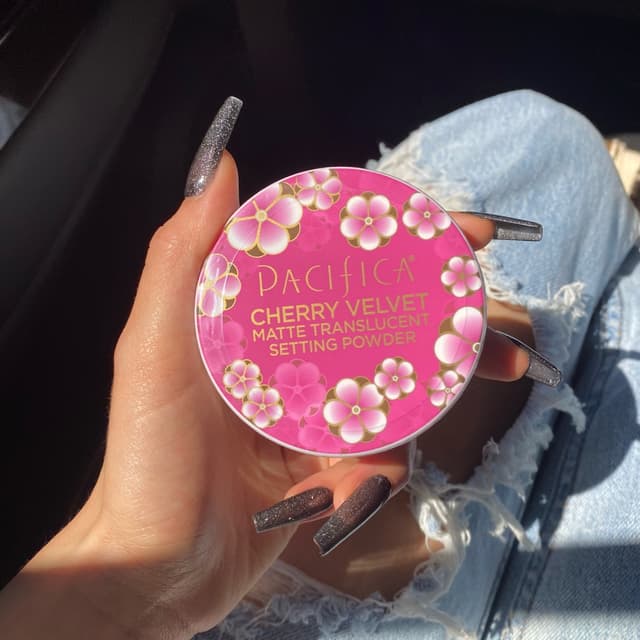 PACIFICA®
CHERRY VELVET
MATTE TRANSLUCENT
SETTING POWDER